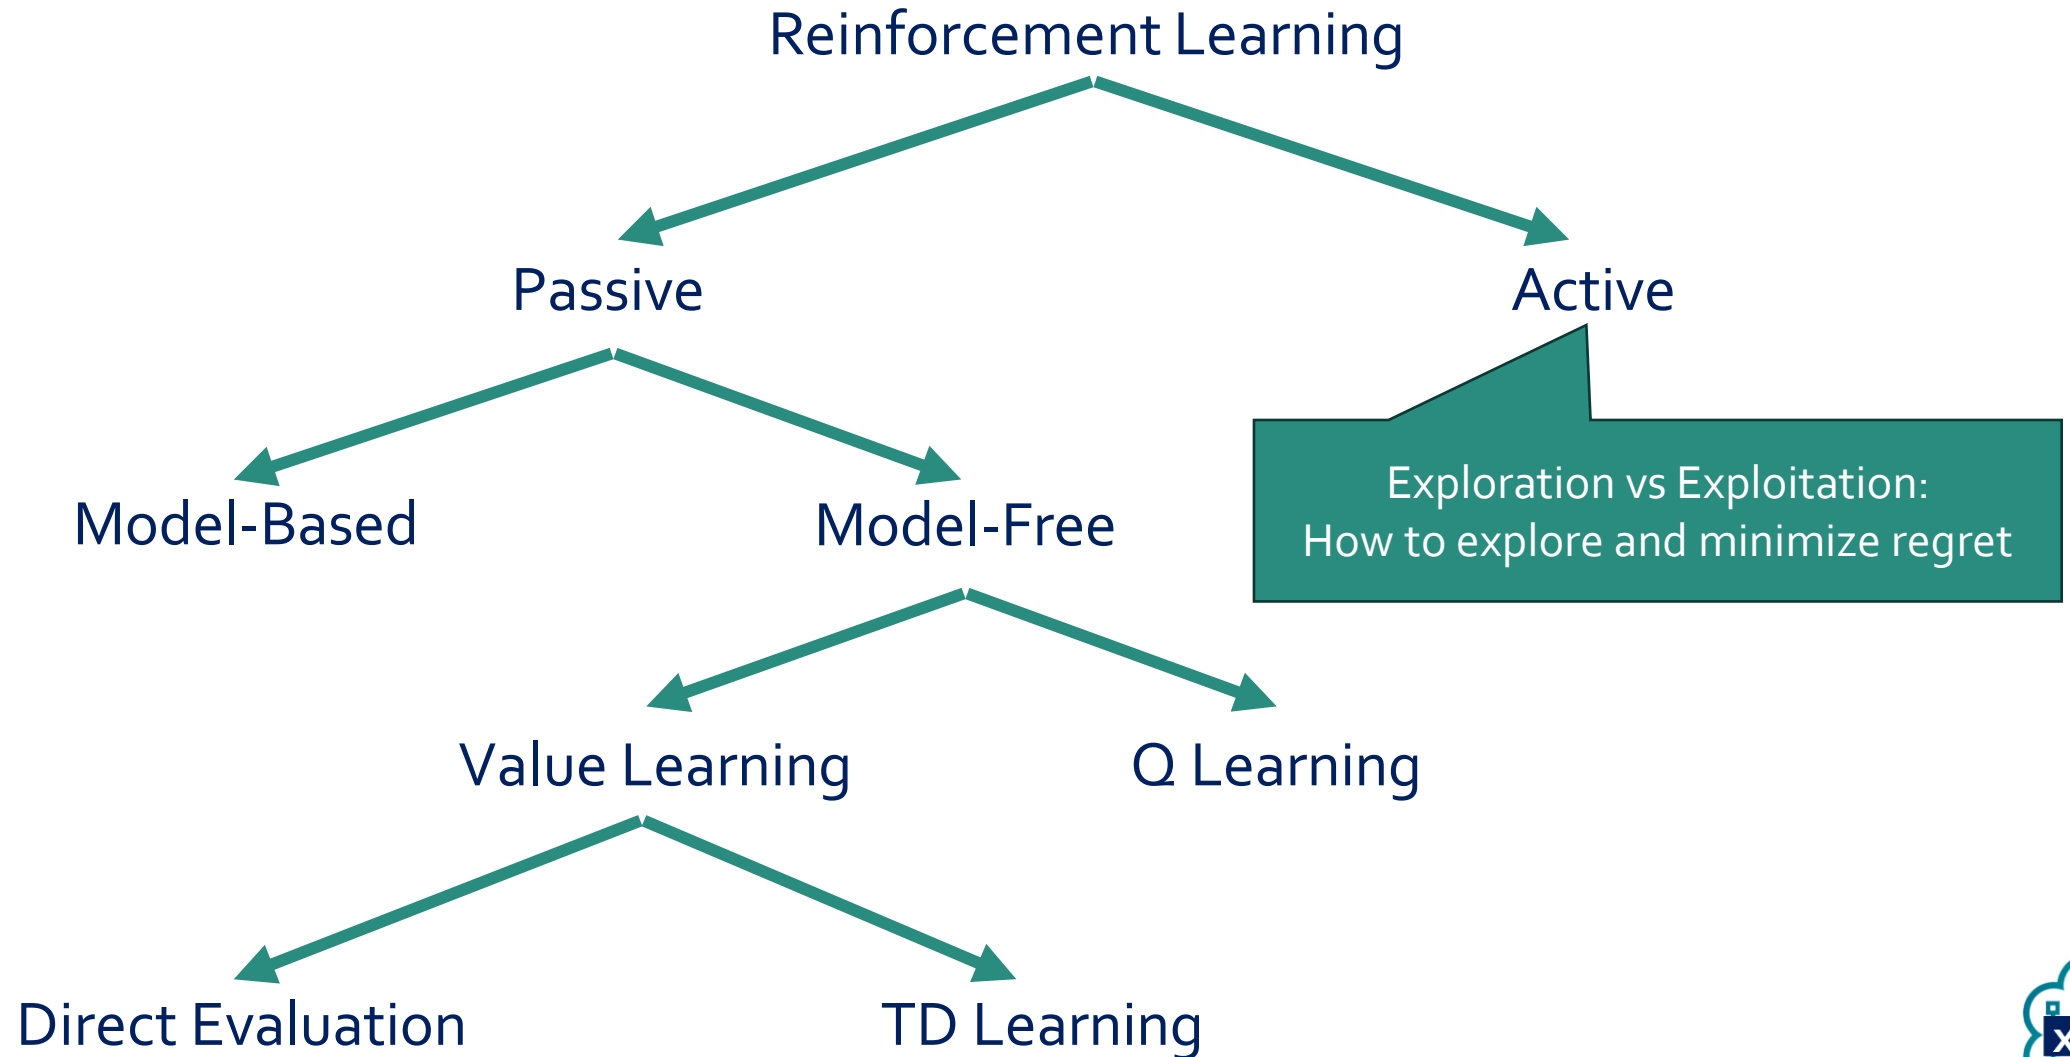 Reinforcement Learning
Passive
Active
Exploration vs Exploitation:
How to explore and minimize regret
Model-Based
Model-Free
Value Learning
Q Learning
Direct Evaluation
TD Learning
X